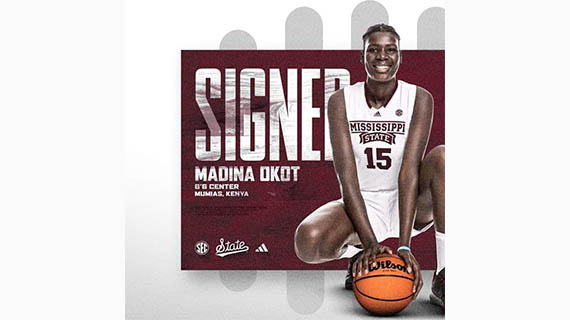 SIGNED
MADINA OKOT
6'6 CENTER
MUMIAS, KENYA
SEC
State
MISSISSIPPI
STATE
15
Wilson